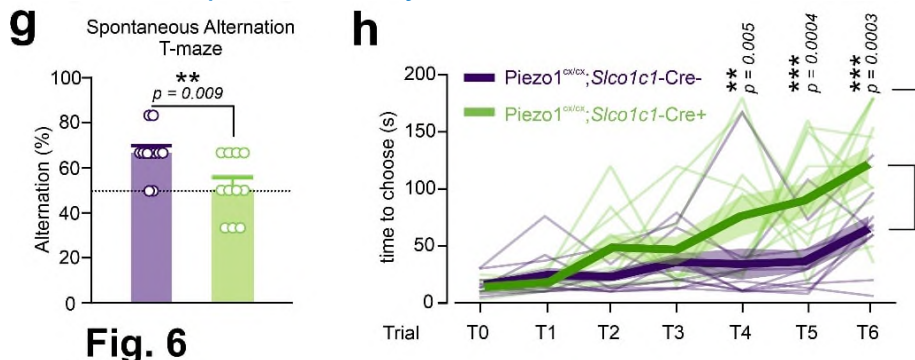 g
Spontaneous Alternation
T-maze
**
p = 0.009
Alternation (%)
100
80
60
40
20
0
Fig. 6
h
Piezo1cx/cx;Slco1c1-Cre-
Piezo1cx/cx;Slco1c1-Cre+
** p = 0.005
*** p = 0.0004
*** p = 0.0003
time to choose (s)
200
150
100
50
0
Trial T0 T1 T2 T3 T4 T5 T6